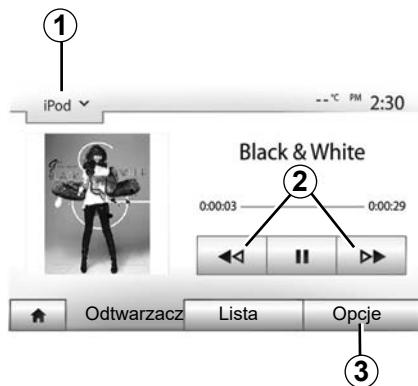 1
iPod
--°C PM 2:30
Black & White
2
0:00:03 0:00:29
Odtwarzacz Lista Opcje
3